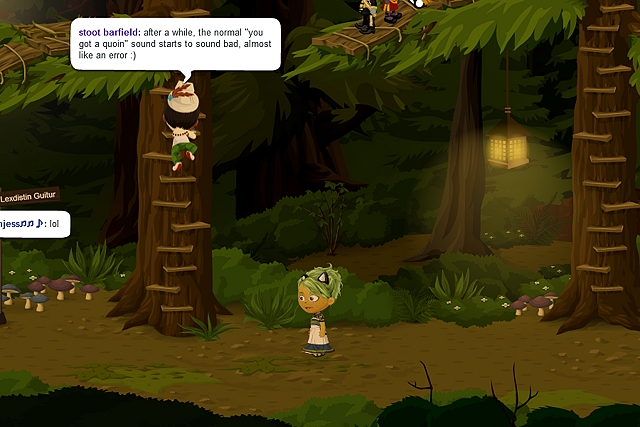 stoot barfield: after a while, the normal "you
got a quoin" sound starts to sound bad, almost
like an error :)
Lexdistin Guitur
njess♫♫♪: lol